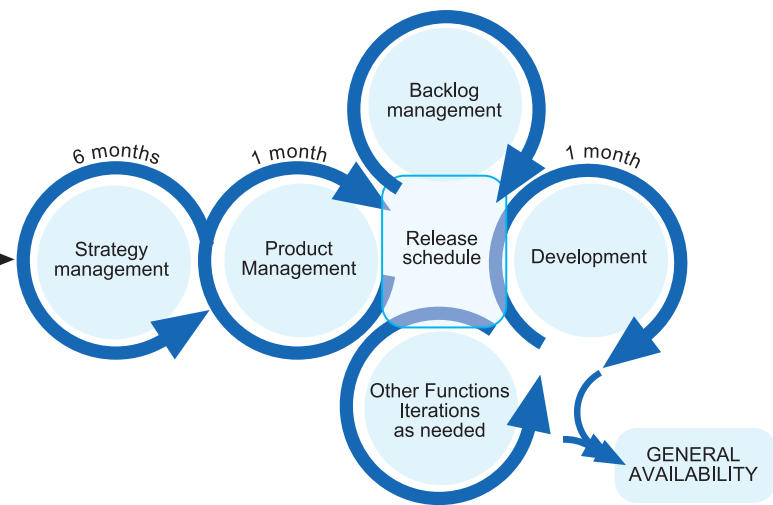 Backlog
management
6 months
1 month
1 month
Strategy
management
Product
Management
Release
schedule
Development
Other Functions
Iterations
as needed
GENERAL
AVAILABILITY